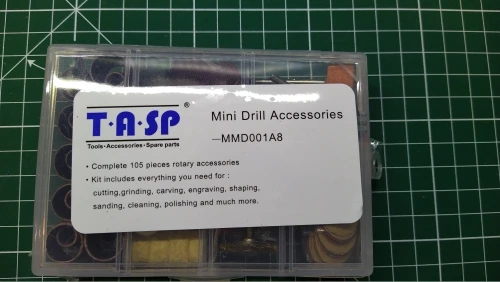 T·A·SP®
Tools·Accessories·Spare parts
Mini Drill Accessories
—MMD001A8
• Complete 105 pieces rotary accessories
• Kit includes everything you need for :
cutting,grinding, carving, engraving, shaping,
sanding, cleaning, polishing and much more.